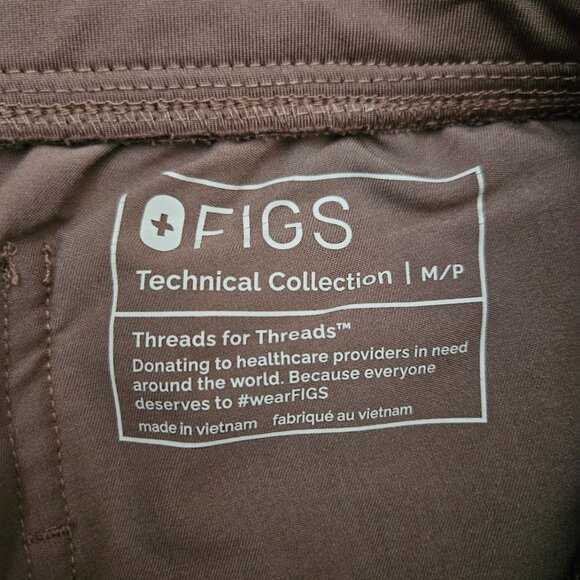 FIGS
Technical Collection | M/P
Threads for Threads™
Donating to healthcare providers in need
around the world. Because everyone
deserves to #wearFIGS
made in vietnam fabriqué au vietnam